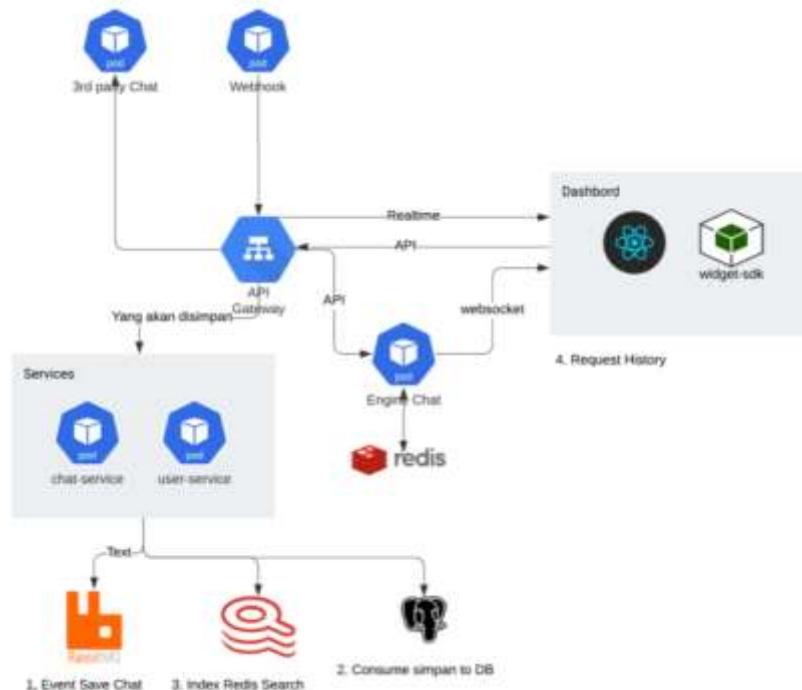 pod
pod
3rd party Chat
Webhook
Dashbord
Realtime
API
widget-sdk
API
Gateway
API
Yang akan disimpan
websocket
4. Request History
Services
pod
Engine Chat
pod
pod
redis
chat-service
user-service
Text
RabbitMQ
2. Consume simpan to DB
1. Event Save Chat
3. Index Redis Search